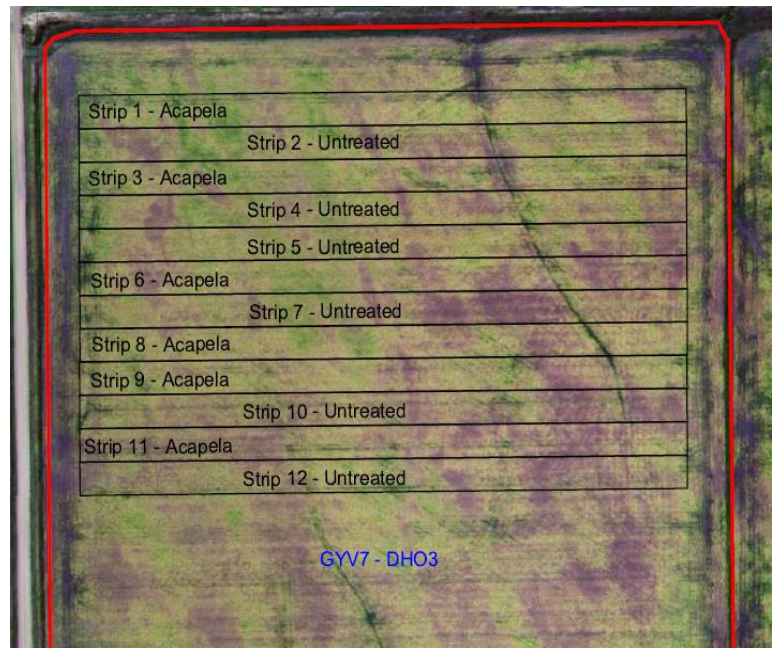 Strip 1 - Acapela
Strip 2 - Untreated
Strip 3 - Acapela
Strip 4 - Untreated
Strip 5 - Untreated
Strip 6 - Acapela
Strip 7 - Untreated
Strip 8 - Acapela
Strip 9 - Acapela
Strip 10 - Untreated
Strip 11 - Acapela
Strip 12 - Untreated
GYV7 - DHO3